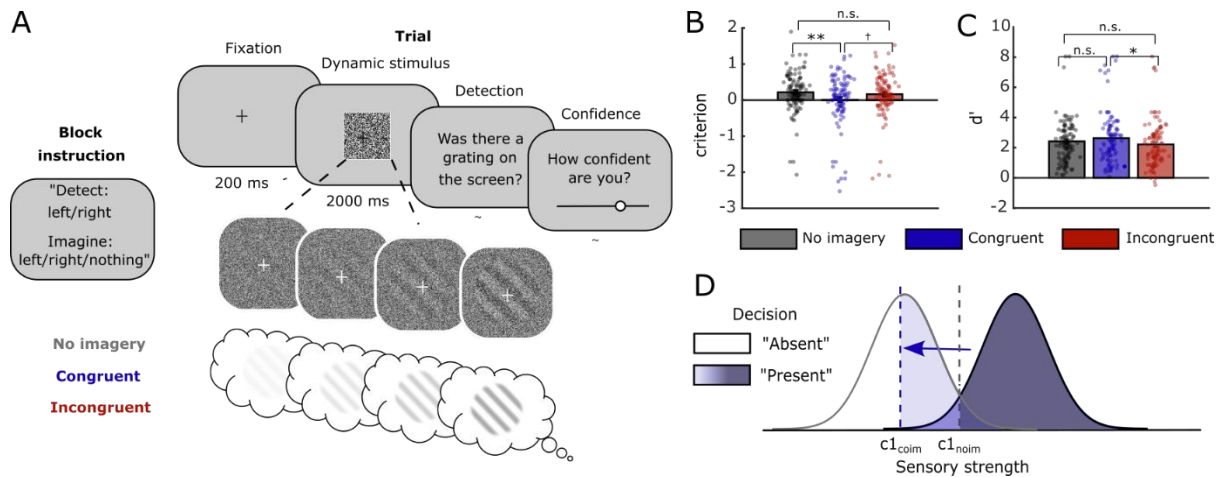 A
Trial
Fixation
Dynamic stimulus
Detection
Confidence
Block
instruction
"Detect:
left/right
Imagine:
left/right/nothing"
Was there a
grating on
the screen?
How confident
are you?
200 ms
~
2000 ms
~
~
No imagery
Congruent
Incongruent
B
n.s.
**
†
2
1
0
-1
-2
-3
criterion
C
n.s.
n.s.
*
10
8
6
4
2
0
-2
d'
No imagery
Congruent
Incongruent
D
Decision
"Absent"
"Present"
c1coim
c1noim
Sensory strength